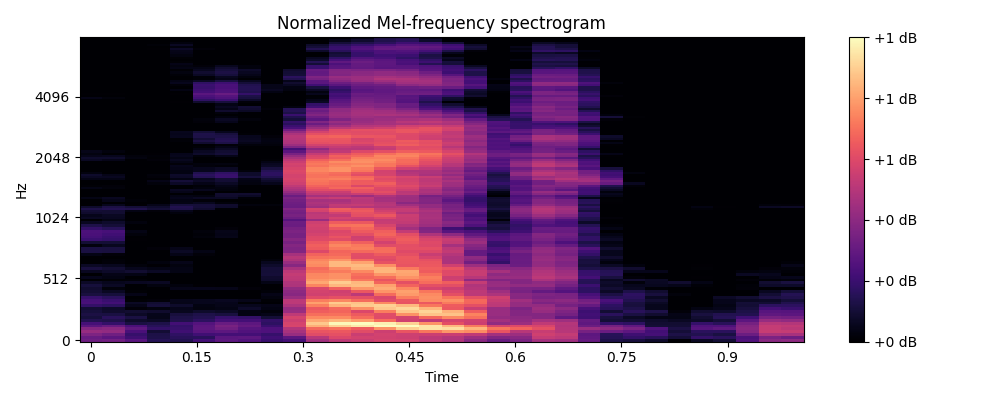 Normalized Mel-frequency spectrogram
Hz
4096
2048
1024
512
0
0 0.15 0.3 0.45 0.6 0.75 0.9
Time
+1 dB
+1 dB
+1 dB
+0 dB
+0 dB
+0 dB